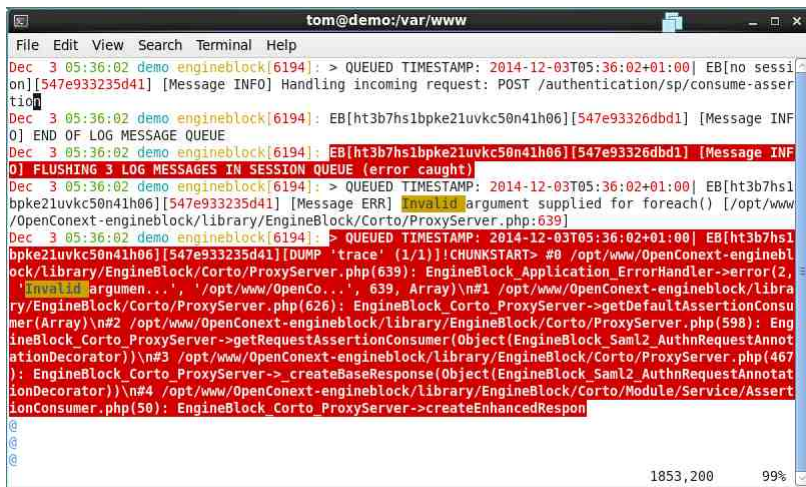 tom@demo:/var/www
File Edit View Search Terminal Help
Dec  3 05:36:02 demo engineblock[6194]: > QUEUED TIMESTAMP: 2014-12-03T05:36:02+01:00| EB[no sessi
on][547e933235d41] [Message INFO] Handling incoming request: POST /authentication/sp/consume-asser
tion
Dec  3 05:36:02 demo engineblock[6194]: EB[ht3b7hs1bpke21uvkc50n41h06][547e93326dbd1] [Message INF
O] END OF LOG MESSAGE QUEUE
Dec  3 05:36:02 demo engineblock[6194]: EB[ht3b7hs1bpke21uvkc50n41h06][547e93326dbd1] [Message INF
O] FLUSHING 3 LOG MESSAGES IN SESSION QUEUE (error caught)
Dec  3 05:36:02 demo engineblock[6194]: > QUEUED TIMESTAMP: 2014-12-03T05:36:02+01:00| EB[ht3b7hs1
bpke21uvkc50n41h06][547e933235d41] [Message ERR] Invalid argument supplied for foreach() [/opt/www
/OpenConext-engineblock/library/EngineBlock/Corto/ProxyServer.php:639]
Dec  3 05:36:02 demo engineblock[6194]: > QUEUED TIMESTAMP: 2014-12-03T05:36:02+01:00| EB[ht3b7hs1
bpke21uvkc50n41h06][547e933235d41][DUMP 'trace' (1/1)]!CHUNKSTART> #0 /opt/www/OpenConext-enginebl
ock/library/EngineBlock/Corto/ProxyServer.php(639): EngineBlock_Application_ErrorHandler->error(2,
 'Invalid argumen...', '/opt/www/OpenCo...', 639, Array)\n#1 /opt/www/OpenConext-engineblock/libra
ry/EngineBlock/Corto/ProxyServer.php(626): EngineBlock_Corto_ProxyServer->getDefaultAssertionConsu
mer(Array)\n#2 /opt/www/OpenConext-engineblock/library/EngineBlock/Corto/ProxyServer.php(598): Eng
ineBlock_Corto_ProxyServer->getRequestAssertionConsumer(Object(EngineBlock_Saml2_AuthnRequestAnnot
ationDecorator))\n#3 /opt/www/OpenConext-engineblock/library/EngineBlock/Corto/ProxyServer.php(467
): EngineBlock_Corto_ProxyServer->_createBaseResponse(Object(EngineBlock_Saml2_AuthnRequestAnnotat
ionDecorator))\n#4 /opt/www/OpenConext-engineblock/library/EngineBlock/Corto/Module/Service/Assert
ionConsumer.php(50): EngineBlock_Corto_ProxyServer->createEnhancedRespon
@
@
@
1853,200 99%